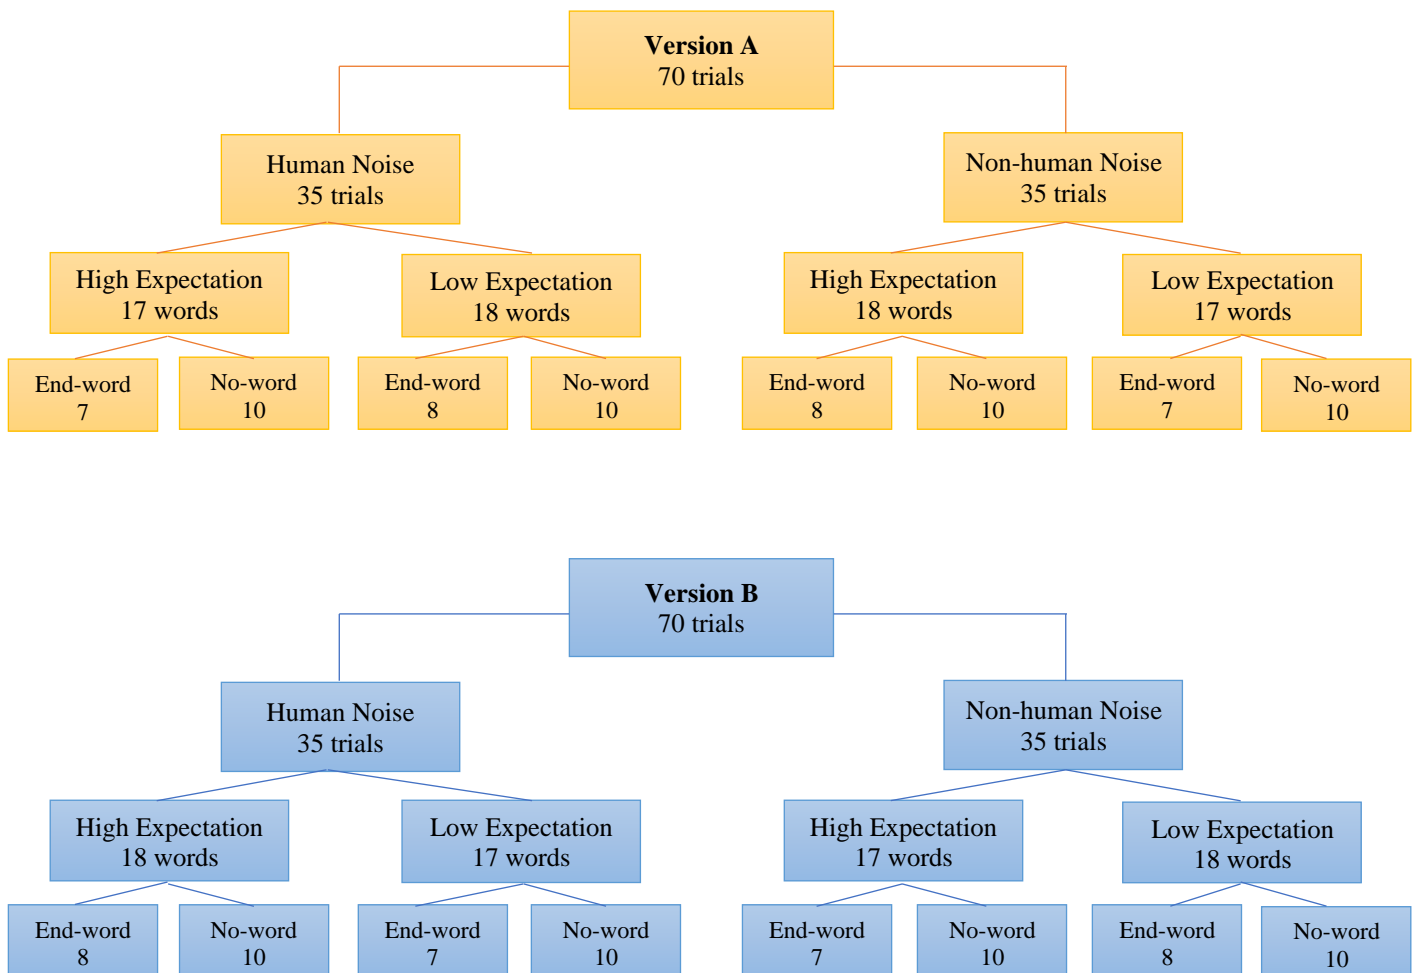 Version A
70 trials
Human Noise
35 trials
Non-human Noise
35 trials
High Expectation
17 words
Low Expectation
18 words
High Expectation
18 words
Low Expectation
17 words
End-word
7
No-word
10
End-word
8
No-word
10
End-word
8
No-word
10
End-word
7
No-word
10
Version B
70 trials
Human Noise
35 trials
Non-human Noise
35 trials
High Expectation
18 words
Low Expectation
17 words
High Expectation
17 words
Low Expectation
18 words
End-word
8
No-word
10
End-word
7
No-word
10
End-word
7
No-word
10
End-word
8
No-word
10